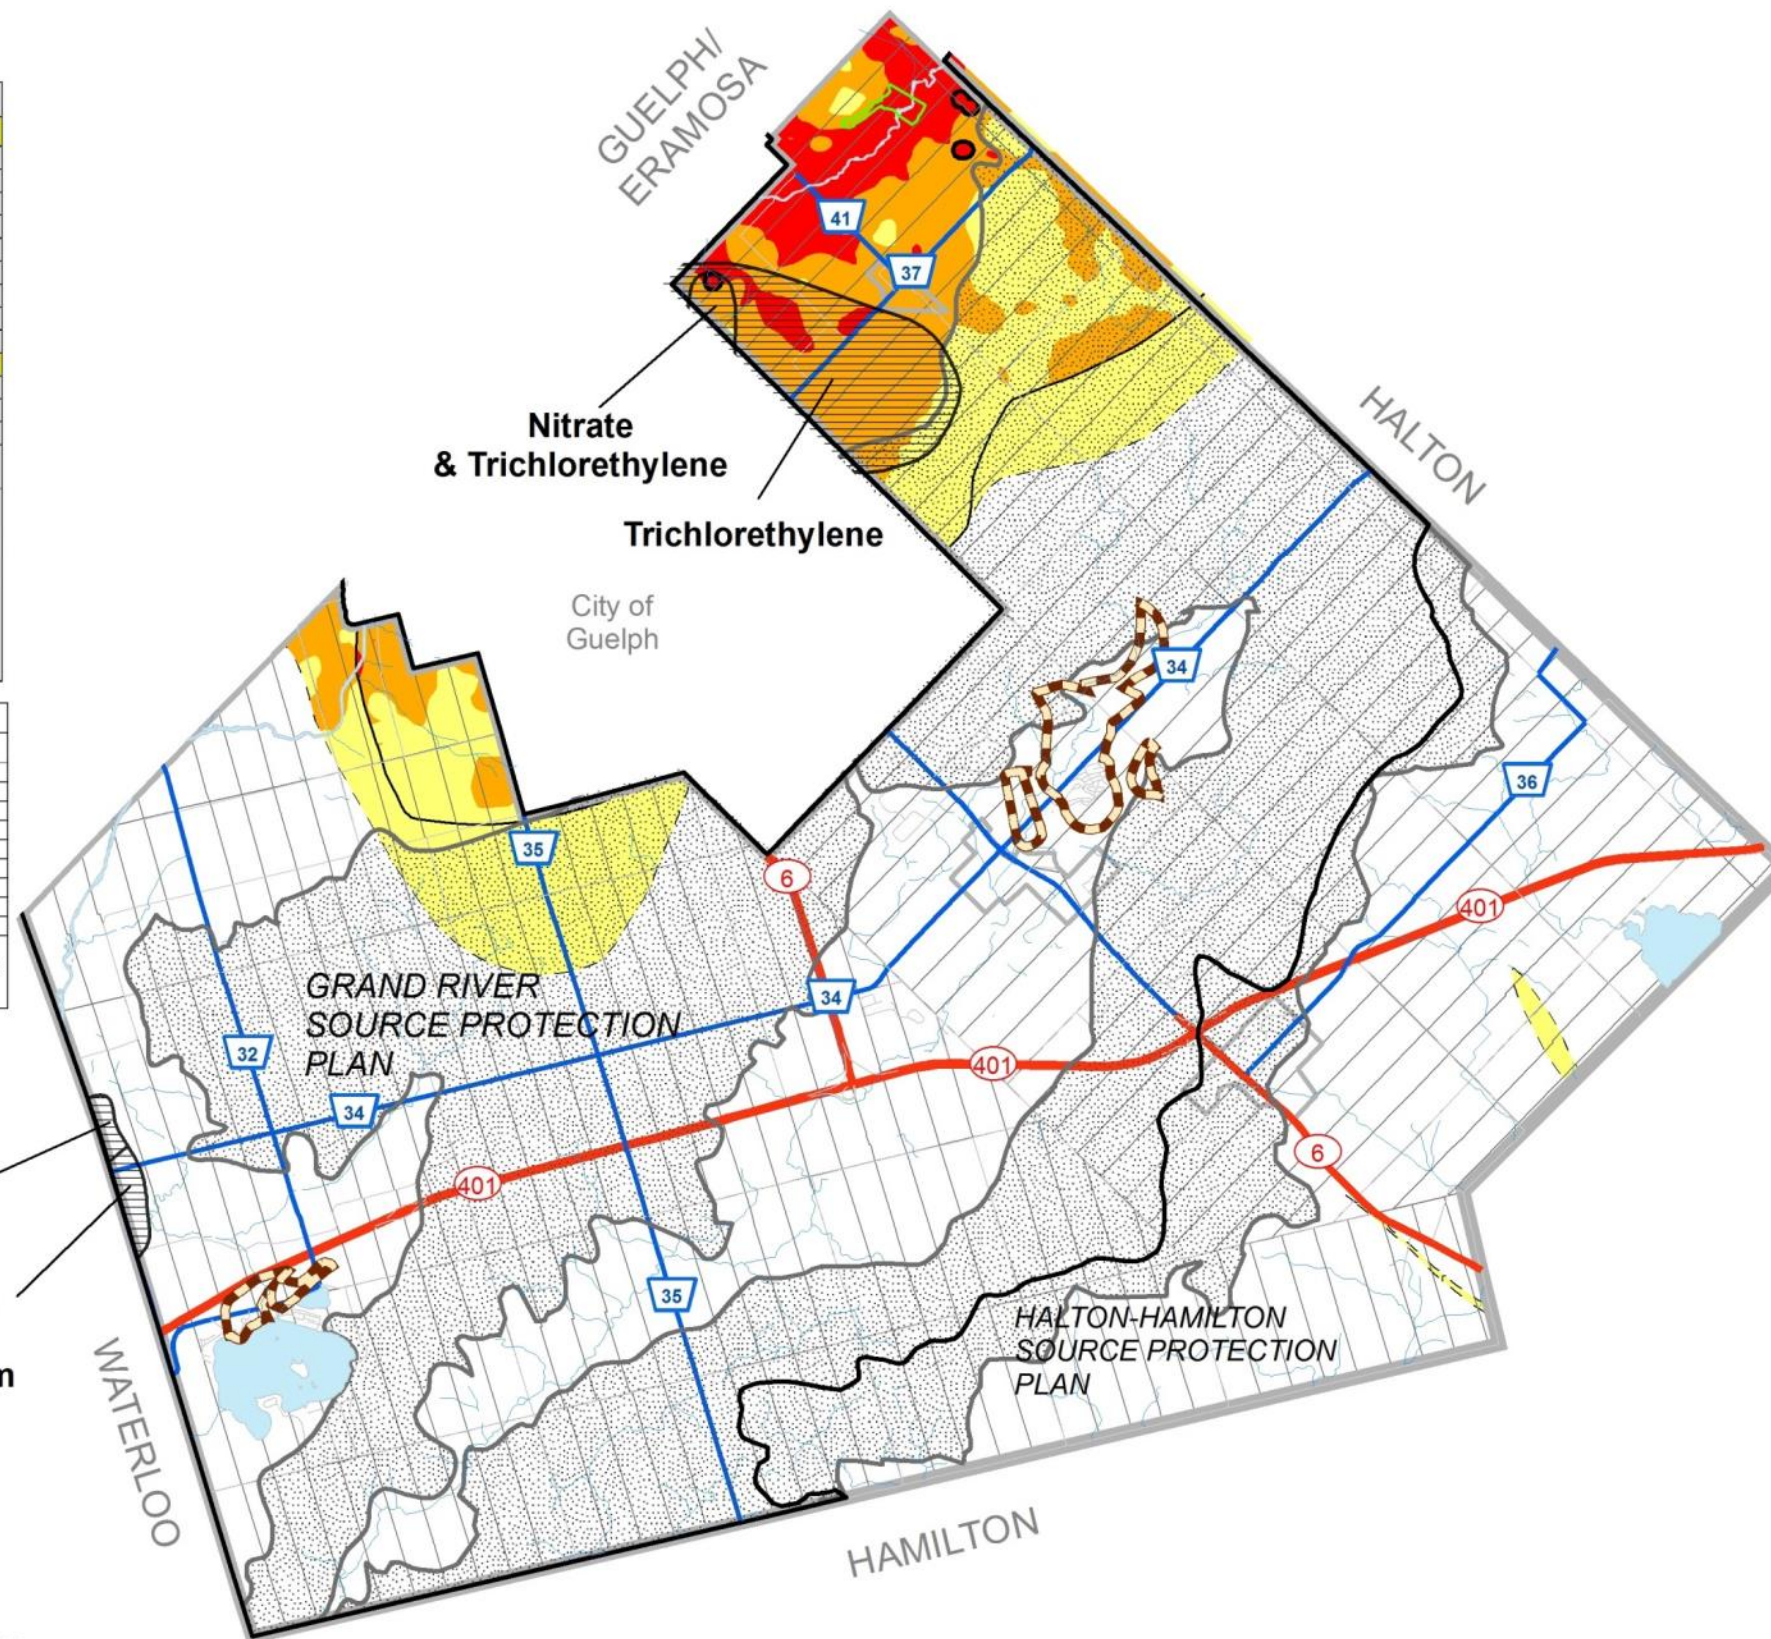 GUELPH/
ERAMOSA
41
37
Nitrate
& Trichlorethylene
Trichlorethylene
HALTON
City of
Guelph
34
36
35
6
401
GRAND RIVER
SOURCE PROTECTION
PLAN
34
32
401
34
6
401
35
HALTON-HAMILTON
SOURCE PROTECTION
PLAN
WATERLOO
HAMILTON